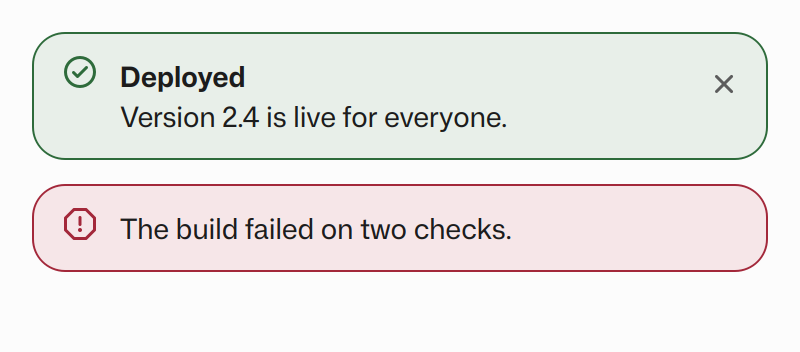 Deployed
Version 2.4 is live for everyone.
The build failed on two checks.